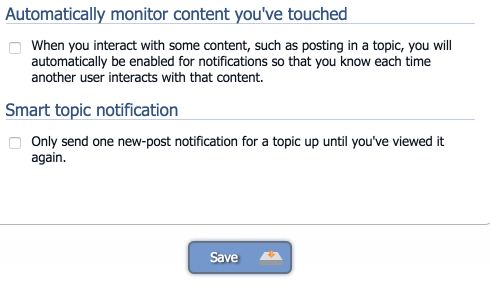 Automatically monitor content you've touched
When you interact with some content, such as posting in a topic, you will
automatically be enabled for notifications so that you know each time
another user interacts with that content.
Smart topic notification
Only send one new-post notification for a topic up until you've viewed it
again.
Save